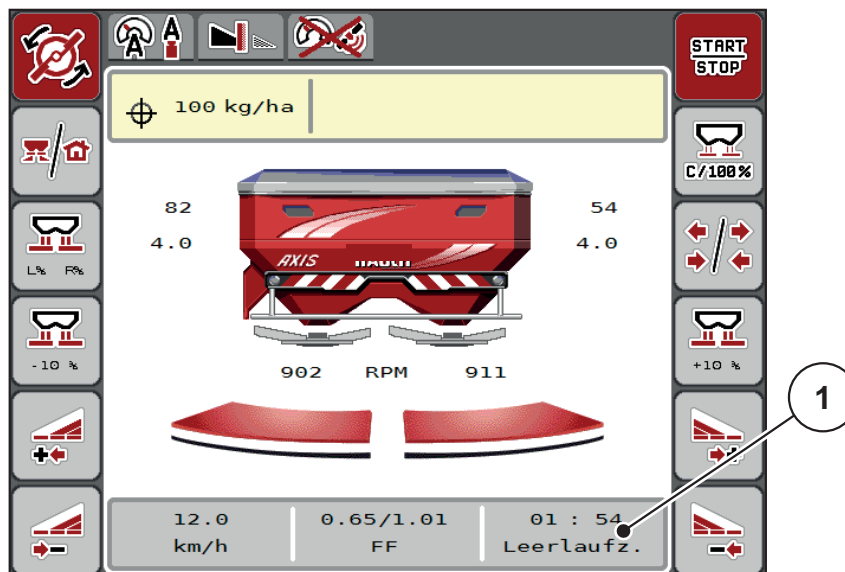 A
A
START
STOP
100 kg/ha
C/100%
82
54
4.0
4.0
L% R%
AXIS
RAUCH
-10 %
+10 %
902 RPM 911
1
12.0
0.65/1.01
01 : 54
km/h
FF
Leerlaufz.